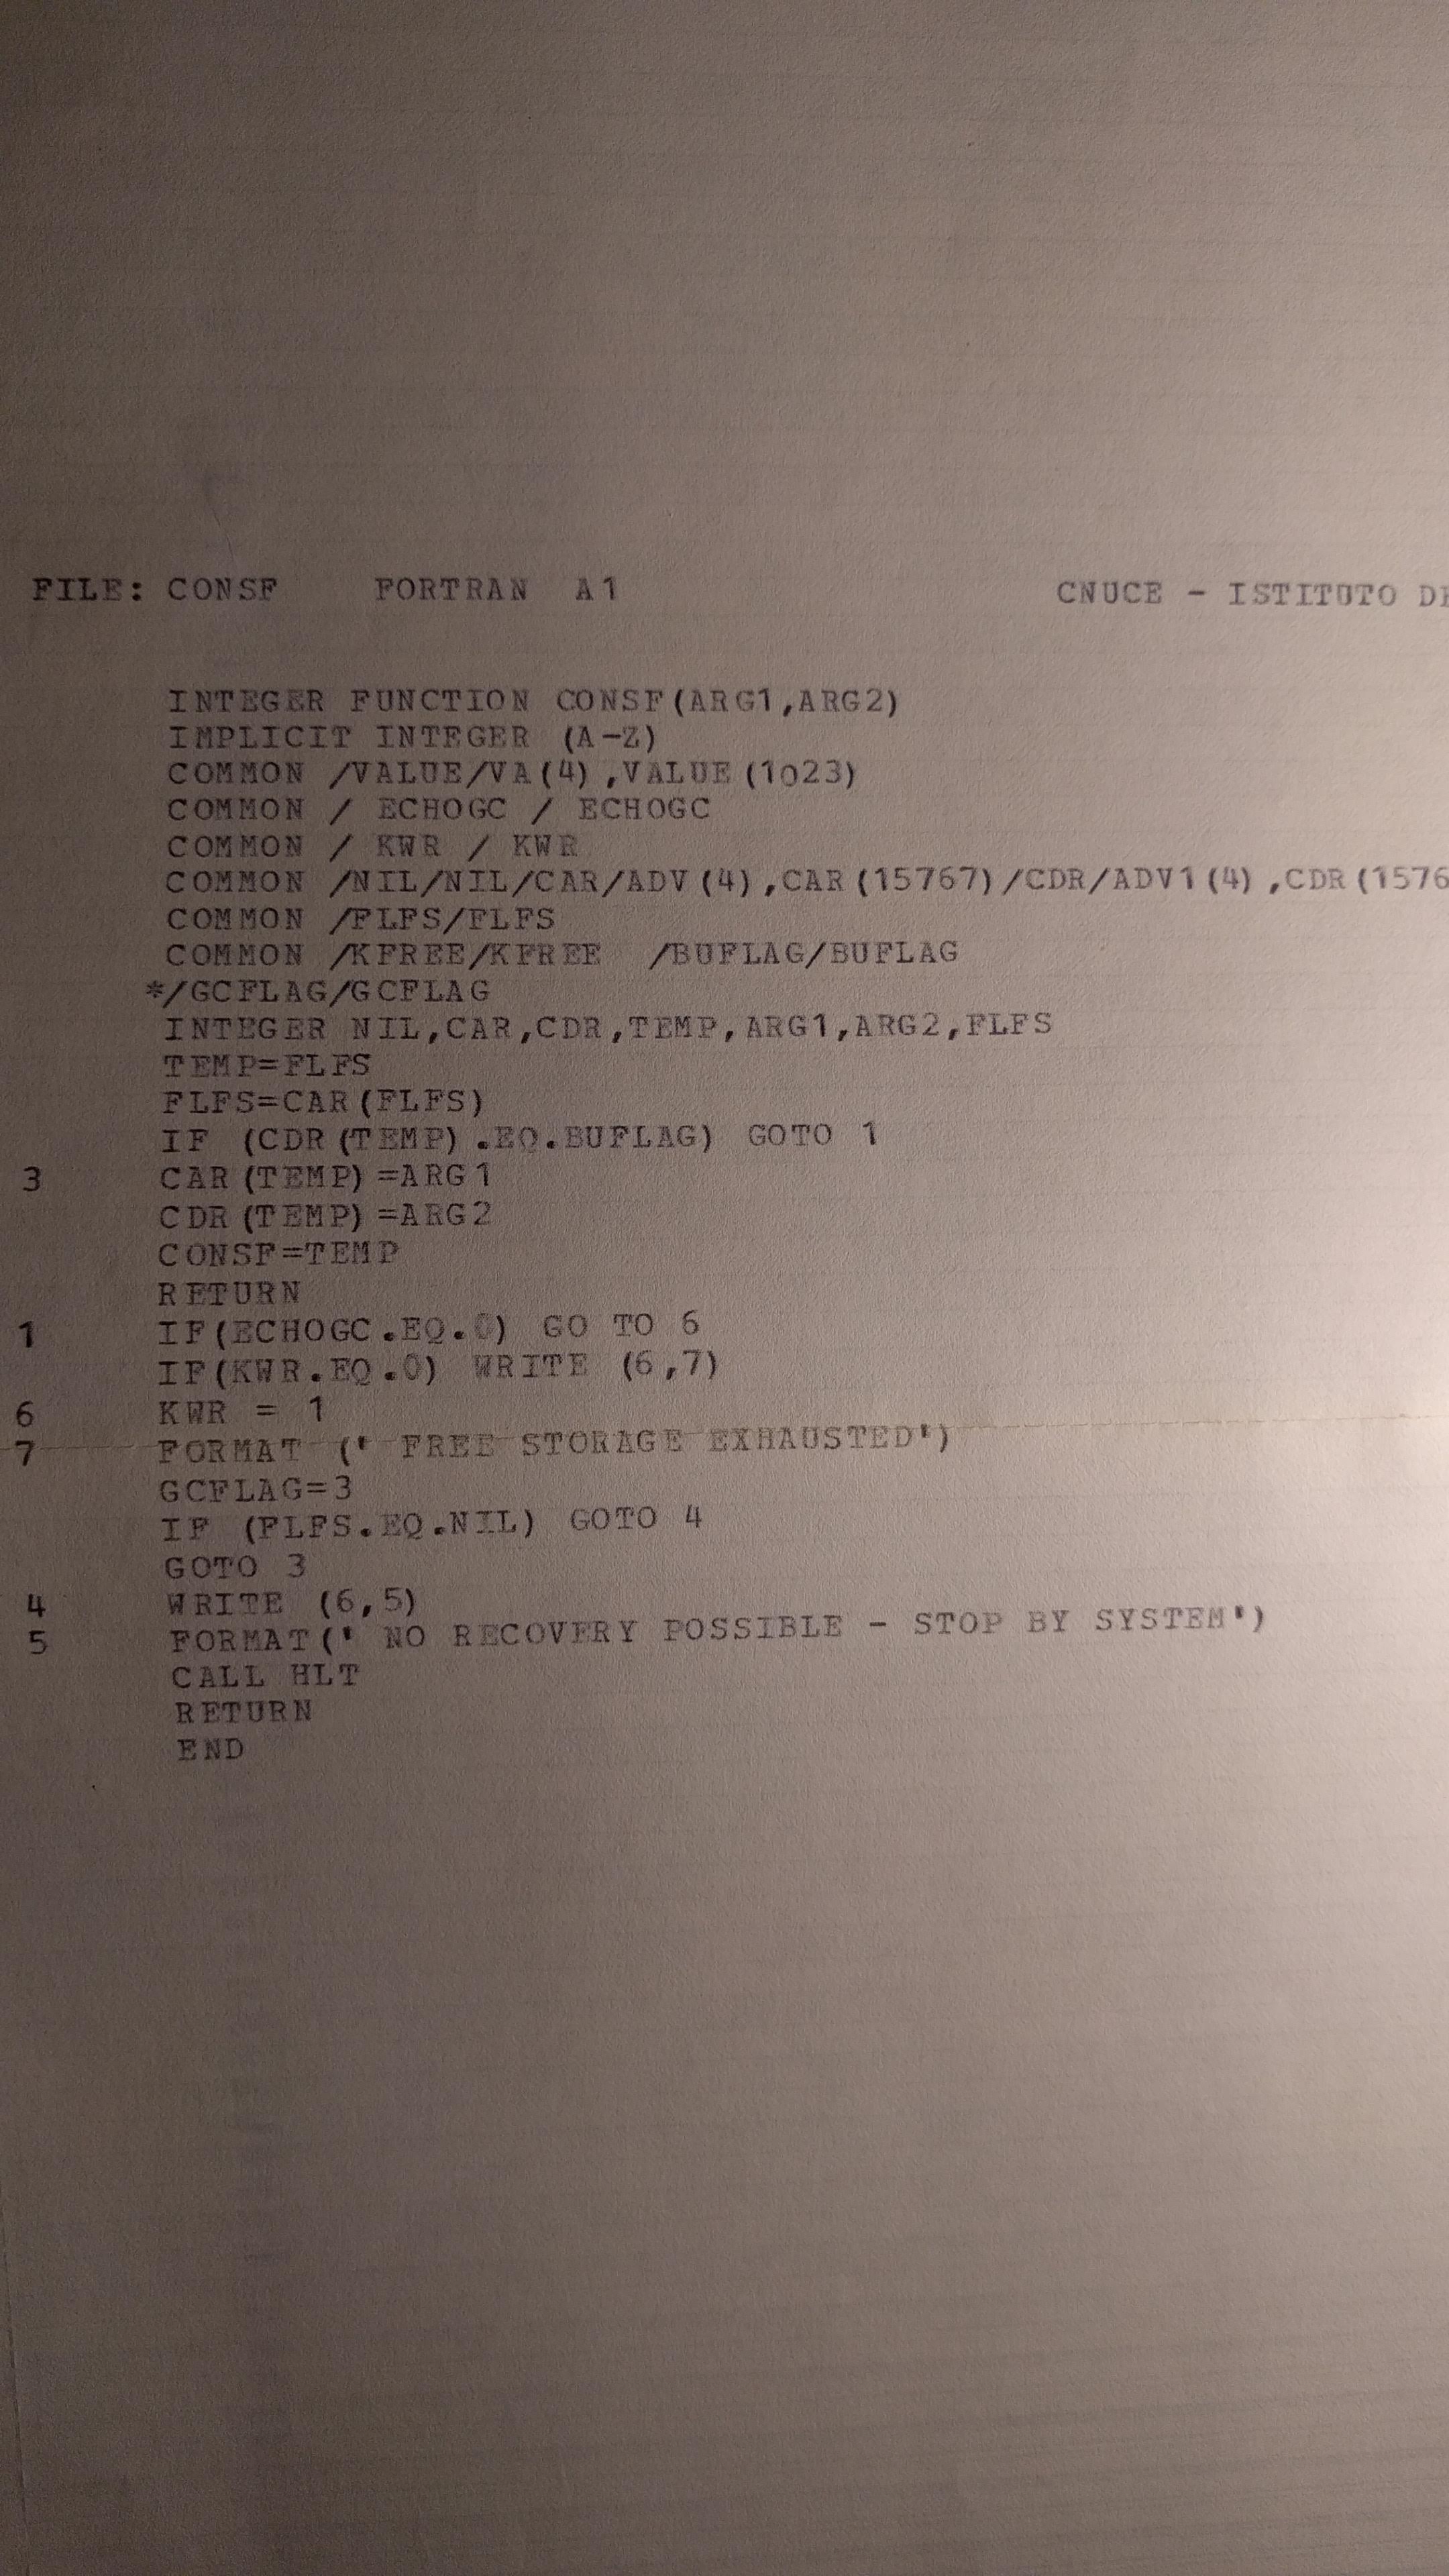 FILE: CONSF    FORTRAN  A1    CNUCE - ISTITUTO DE
INTEGER FUNCTION CONSF(ARG1,ARG2)
IMPLICIT INTEGER (A-Z)
COMMON /VALUE/VA(4),VALUE(1023)
COMMON / ECHOGC / ECHOGC
COMMON / KWR / KWR
COMMON /NIL/NIL/CAR/ADV(4),CAR(15767)/CDR/ADV1(4),CDR(1576
COMMON /FLFS/FLFS
COMMON /KFREE/KFREE  /BUFLAG/BUFLAG
*/GCFLAG/GCFLAG
INTEGER NIL,CAR,CDR,TEMP,ARG1,ARG2,FLFS
TEMP=FLFS
FLFS=CAR(FLFS)
IF (CDR(TEMP).EQ.BUFLAG) GOTO 1
3     CAR(TEMP)=ARG1
CDR(TEMP)=ARG2
CONSF=TEMP
RETURN
1     IF(ECHOGC.EQ.0) GO TO 6
IF(KWR.EQ.0) WRITE (6,7)
6     KWR = 1
7     FORMAT (' FREE STORAGE EXHAUSTED')
GCFLAG=3
IF (FLFS.EQ.NIL) GOTO 4
GOTO 3
4     WRITE (6,5)
5     FORMAT(' NO RECOVERY POSSIBLE - STOP BY SYSTEM')
CALL HLT
RETURN
END